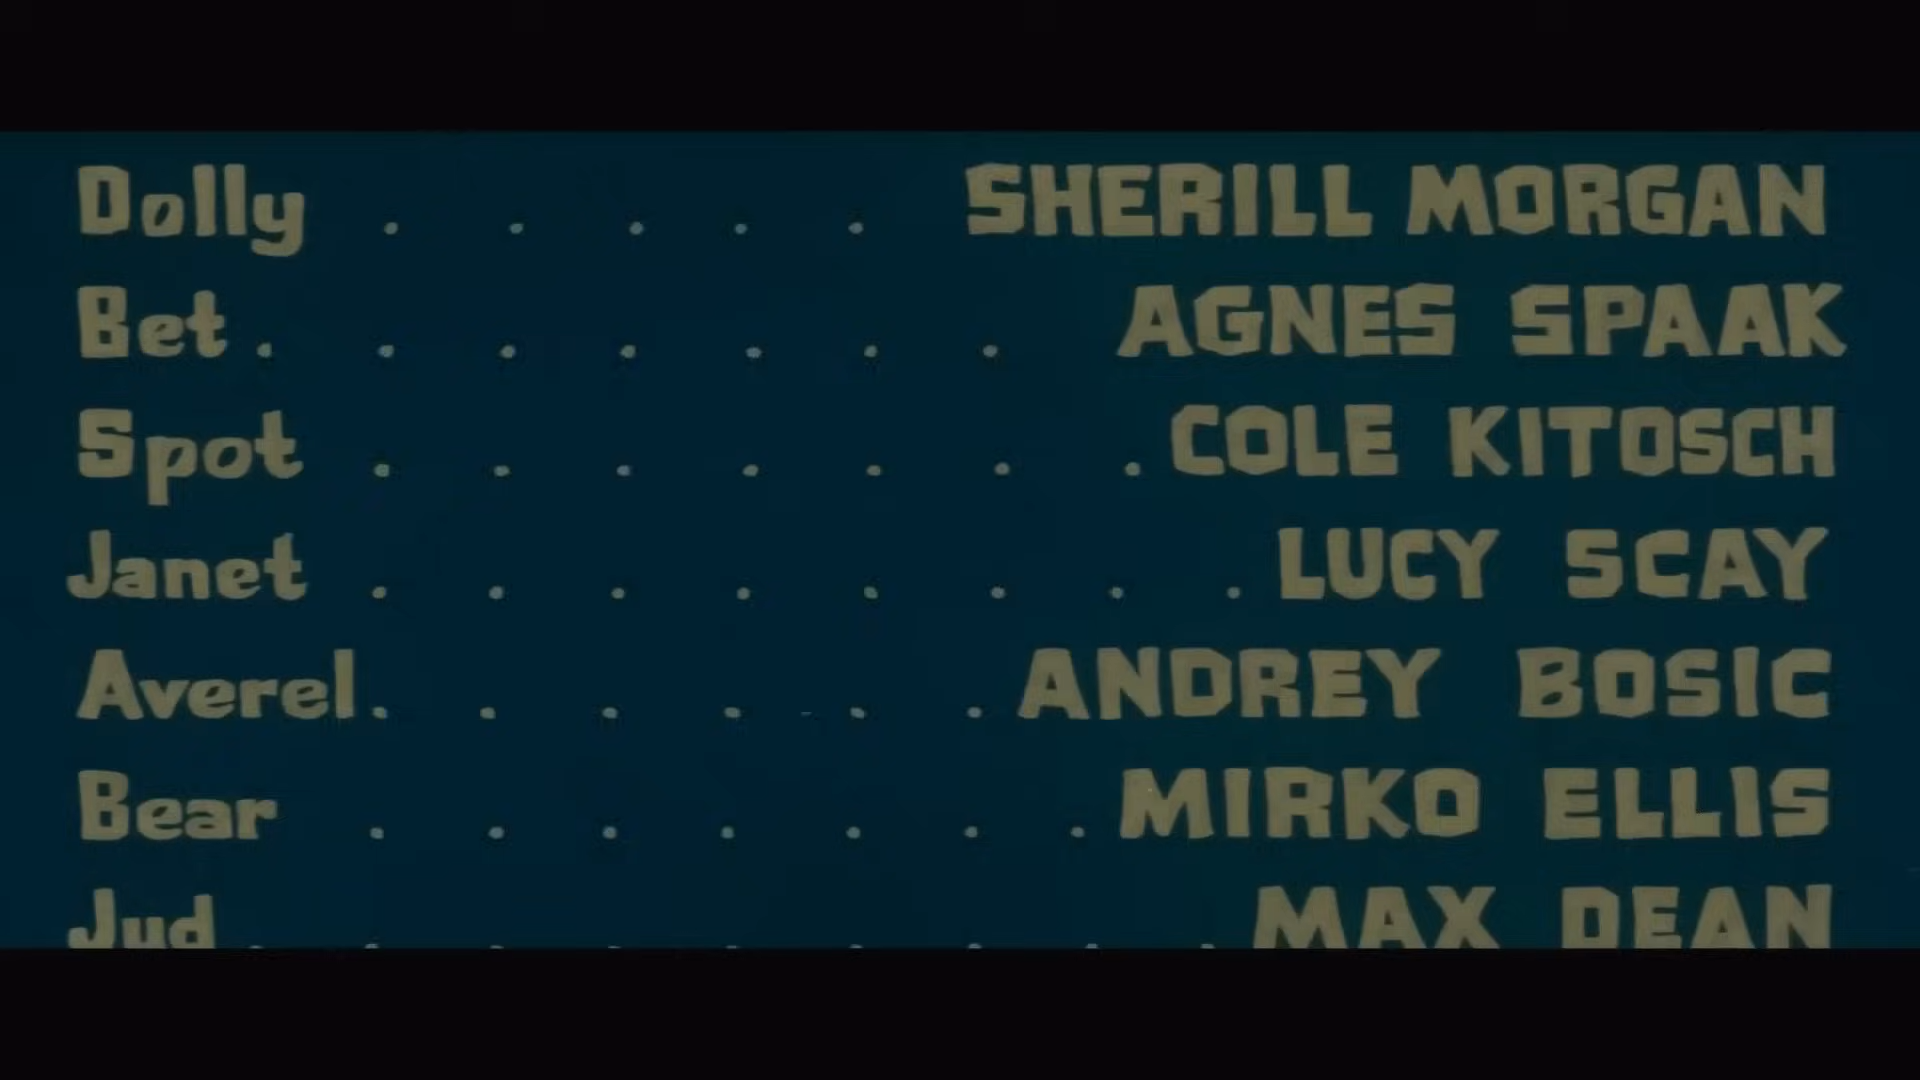 Dolly . . . . . SHERILL MORGAN
Bet . . . . . . . AGNES SPAAK
Spot . . . . . . . COLE KITOSCH
Janet . . . . . . . . LUCY SCAY
Averel . . . . . . ANDREY BOSIC
Bear . . . . . . . MIRKO ELLIS
Jud . . . . . . . . . MAX DEAN